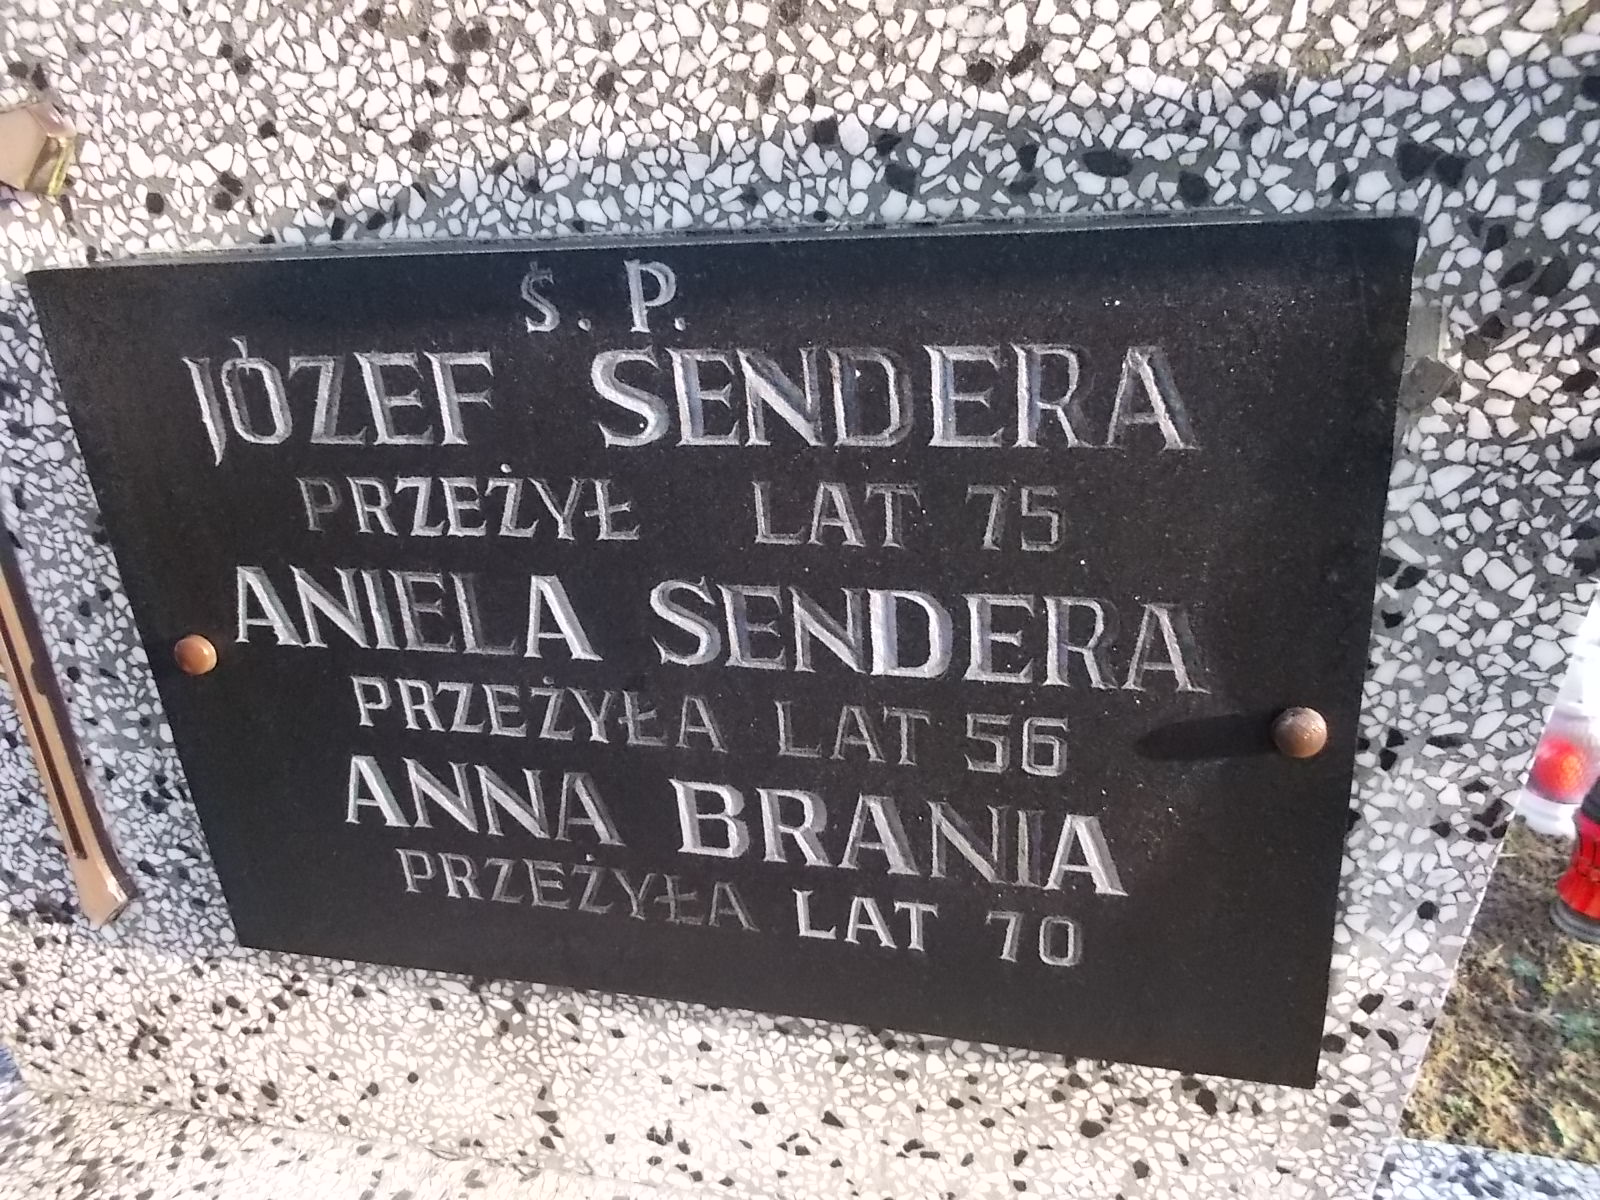 Ś. P.
JÓZEF SENDERA
PRZEŻYŁ LAT 75
ANIELA SENDERA
PRZEŻYŁA LAT 56
ANNA BRANIA
PRZEŻYŁA LAT 70